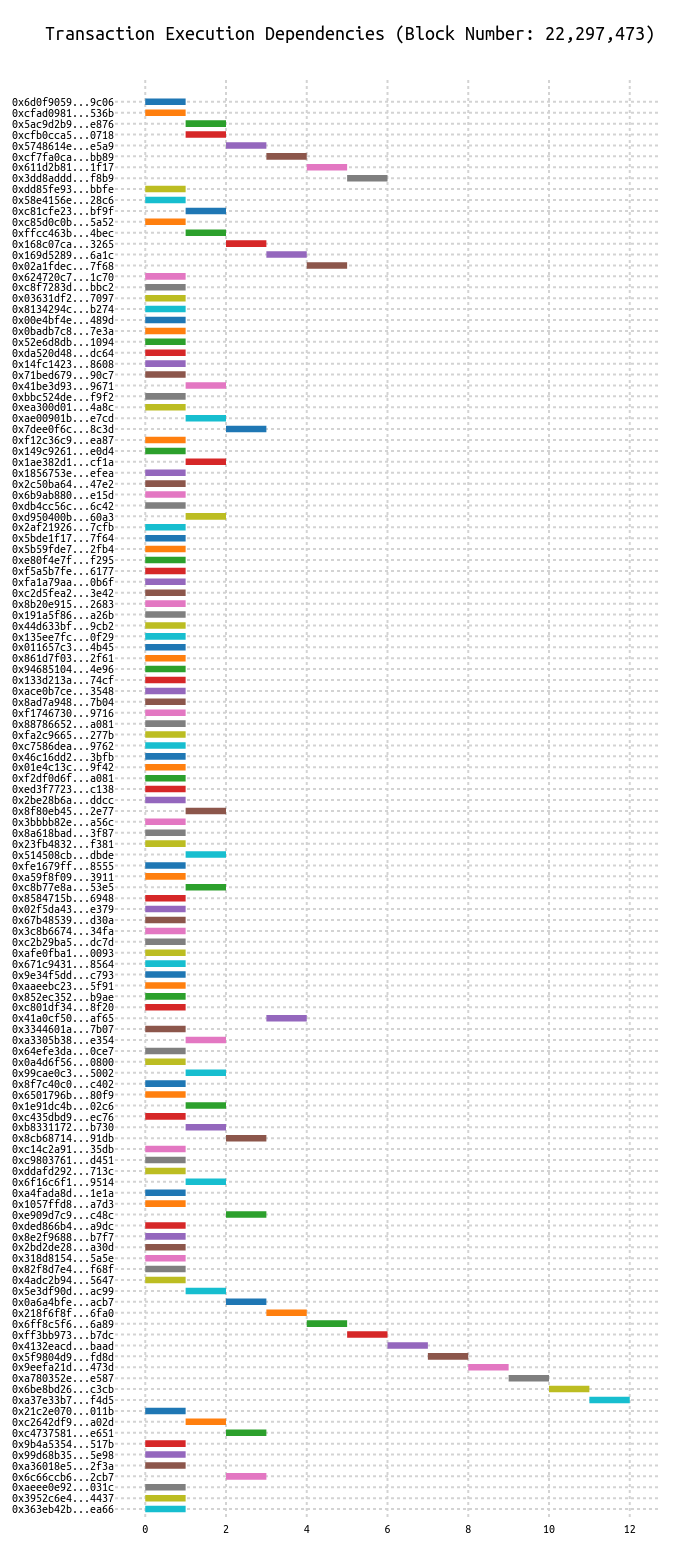 Transaction Execution Dependencies (Block Number: 22,297,473)
0x6d0f9059...9c06
0xcfad0981...536b
0x5ac9d2b9...e876
0xcfb0cca5...0718
0x5748614e...e5a9
0xcf7fa0ca...bb89
0x611d2b81...1f17
0x3dd8addd...f8b9
0xdd85fe93...bbfe
0x58e4156e...28c6
0xc81cfe23...bf9f
0xc85d0c0b...5a52
0xffcc463b...4bec
0x168c07ca...3265
0x169d5289...6a1c
0x02a1fdec...7f68
0x624720c7...1c70
0xc8f7283d...bbc2
0x03631df2...7097
0x8134294c...b274
0x00e4bf4e...489d
0x0badb7c8...7e3a
0x52e6d8db...1094
0xda520d48...dc64
0x14fc1423...8608
0x71bed679...90c7
0x41be3d93...9671
0xbbc524de...f9f2
0xea300d01...4a8c
0xae00901b...e7cd
0x7dee0f6c...8c3d
0xf12c36c9...ea87
0x149c9261...e0d4
0x1ae382d1...cf1a
0x1856753e...efea
0x2c50ba64...47e2
0x6b9ab880...e15d
0xdb4cc56c...6c42
0xd950400b...60a3
0x2af21926...7cfb
0x5bde1f17...7f64
0x5b59fde7...2fb4
0xe80f4e7f...f295
0xf5a5b7fe...6177
0xfa1a79aa...0b6f
0xc2d5fea2...3e42
0x8b20e915...2683
0x191a5f86...a26b
0x44d633bf...9cb2
0x135ee7fc...0f29
0x011657c3...4b45
0x861d7f03...2f61
0x94685104...4e96
0x133d213a...74cf
0xace0b7ce...3548
0x8ad7a948...7b04
0xf1746730...9716
0x88786652...a081
0xfa2c9665...277b
0xc7586dea...9762
0x46c16dd2...3bfb
0x01e4c13c...9f42
0xf2df0d6f...a081
0xed3f7723...c138
0x2be28b6a...ddcc
0x8f80eb45...2e77
0x3bbbb82e...a56c
0x8a618bad...3f87
0x23fb4832...f381
0x514508cb...dbde
0xfe1679ff...8555
0xa59f8f09...3911
0xc8b77e8a...53e5
0x8584715b...6948
0x02f5da43...e379
0x67b48539...d30a
0x3c8b6674...34fa
0xc2b29ba5...dc7d
0xafe0fba1...0093
0x671c9431...8564
0x9e34f5dd...c793
0xaaeebc23...5f91
0x852ec352...b9ae
0xc801df34...8f20
0x41a0cf50...af65
0x3344601a...7b07
0xa3305b38...e354
0x64efe3da...0ce7
0x0a4d6f56...0800
0x99cae0c3...5002
0x8f7c40c0...c402
0x6501796b...80f9
0x1e91dc4b...02c6
0xc435dbd9...ec76
0xb8331172...b730
0x8cb68714...91db
0xc14c2a91...35db
0xc9803761...d451
0xddafd292...713c
0x6f16c6f1...9514
0xa4fada8d...1e1a
0x1057ffd8...a7d3
0xe909d7c9...c48c
0xded866b4...a9dc
0x8e2f9688...b7f7
0x2bd2de28...a30d
0x318d8154...5a5e
0x82f8d7e4...f68f
0x4adc2b94...5647
0x5e3df90d...ac99
0x0a6a4bfe...acb7
0x218f6f8f...6fa0
0x6ff8c5f6...6a89
0xff3bb973...b7dc
0x4132eacd...baad
0x5f9804d9...fd8d
0x9eefa21d...473d
0xa780352e...e587
0x6be8bd26...c3cb
0xa37e33b7...f4d5
0x21c2e070...011b
0xc2642df9...a02d
0xc4737581...e651
0x9b4a5354...517b
0x99d68b35...5e98
0xa36018e5...2f3a
0x6c66ccb6...2cb7
0xaeee0e92...031c
0x3952c6e4...4437
0x363eb42b...ea66
0 2 4 6 8 10 12